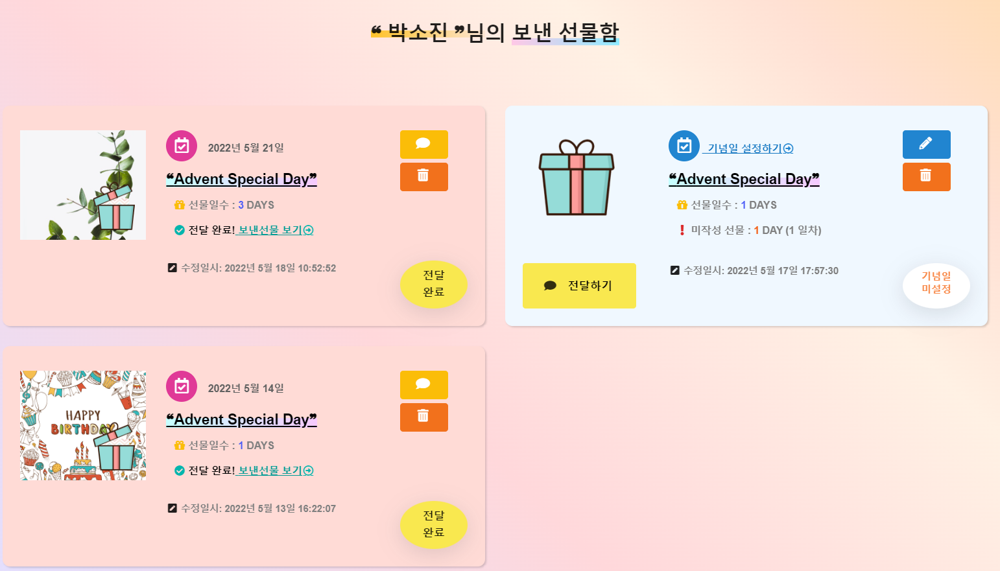 ❝ 박소진 ❞님의 보낸 선물함
2022년 5월 21일
❝Advent Special Day❞
선물일수 : 3 DAYS
전달 완료! 보낸선물 보기
수정일시: 2022년 5월 18일 10:52:52
전달
완료
기념일 설정하기
❝Advent Special Day❞
선물일수 : 1 DAYS
미작성 선물 : 1 DAY (1 일차)
전달하기
수정일시: 2022년 5월 17일 17:57:30
기념일
미설정
HAPPY
BIRTHDAY
2022년 5월 14일
❝Advent Special Day❞
선물일수 : 1 DAYS
전달 완료! 보낸선물 보기
수정일시: 2022년 5월 13일 16:22:07
전달
완료